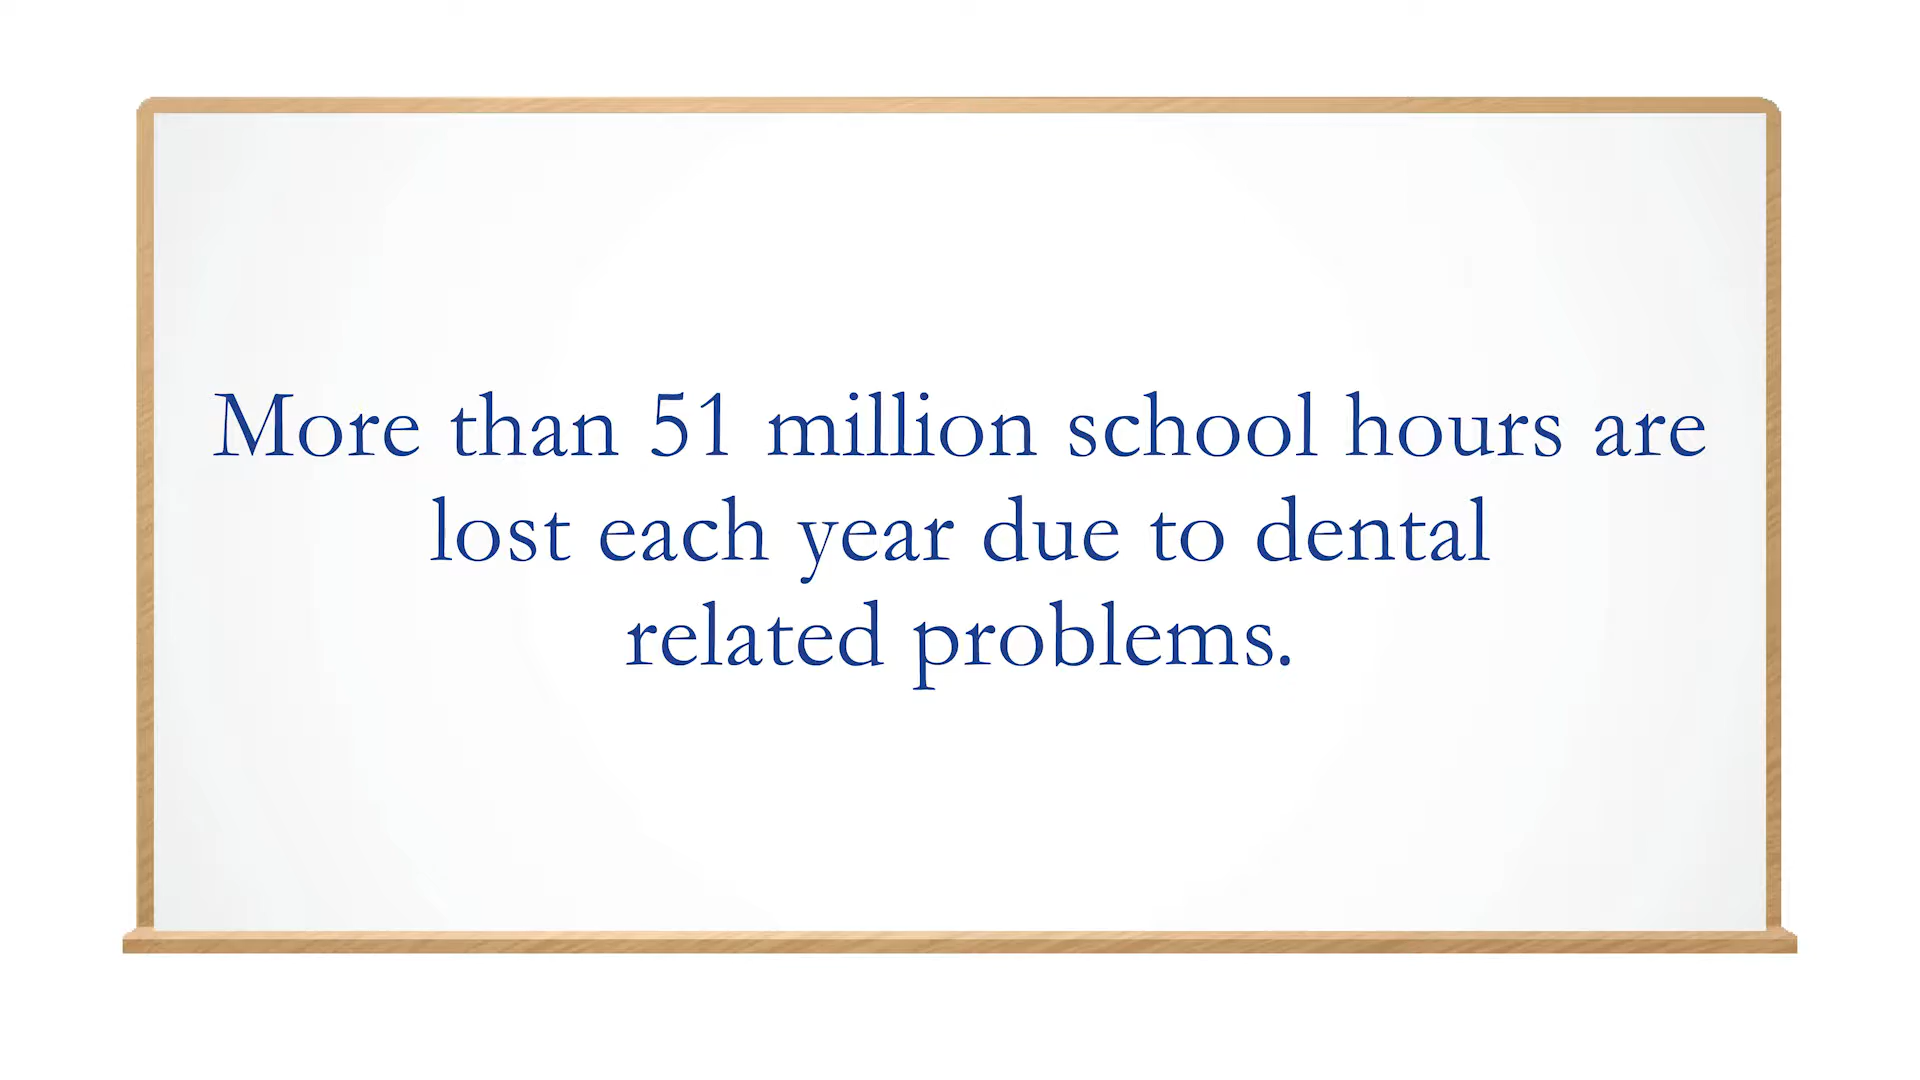 More than 51 million school hours are
lost each year due to dental
related problems.